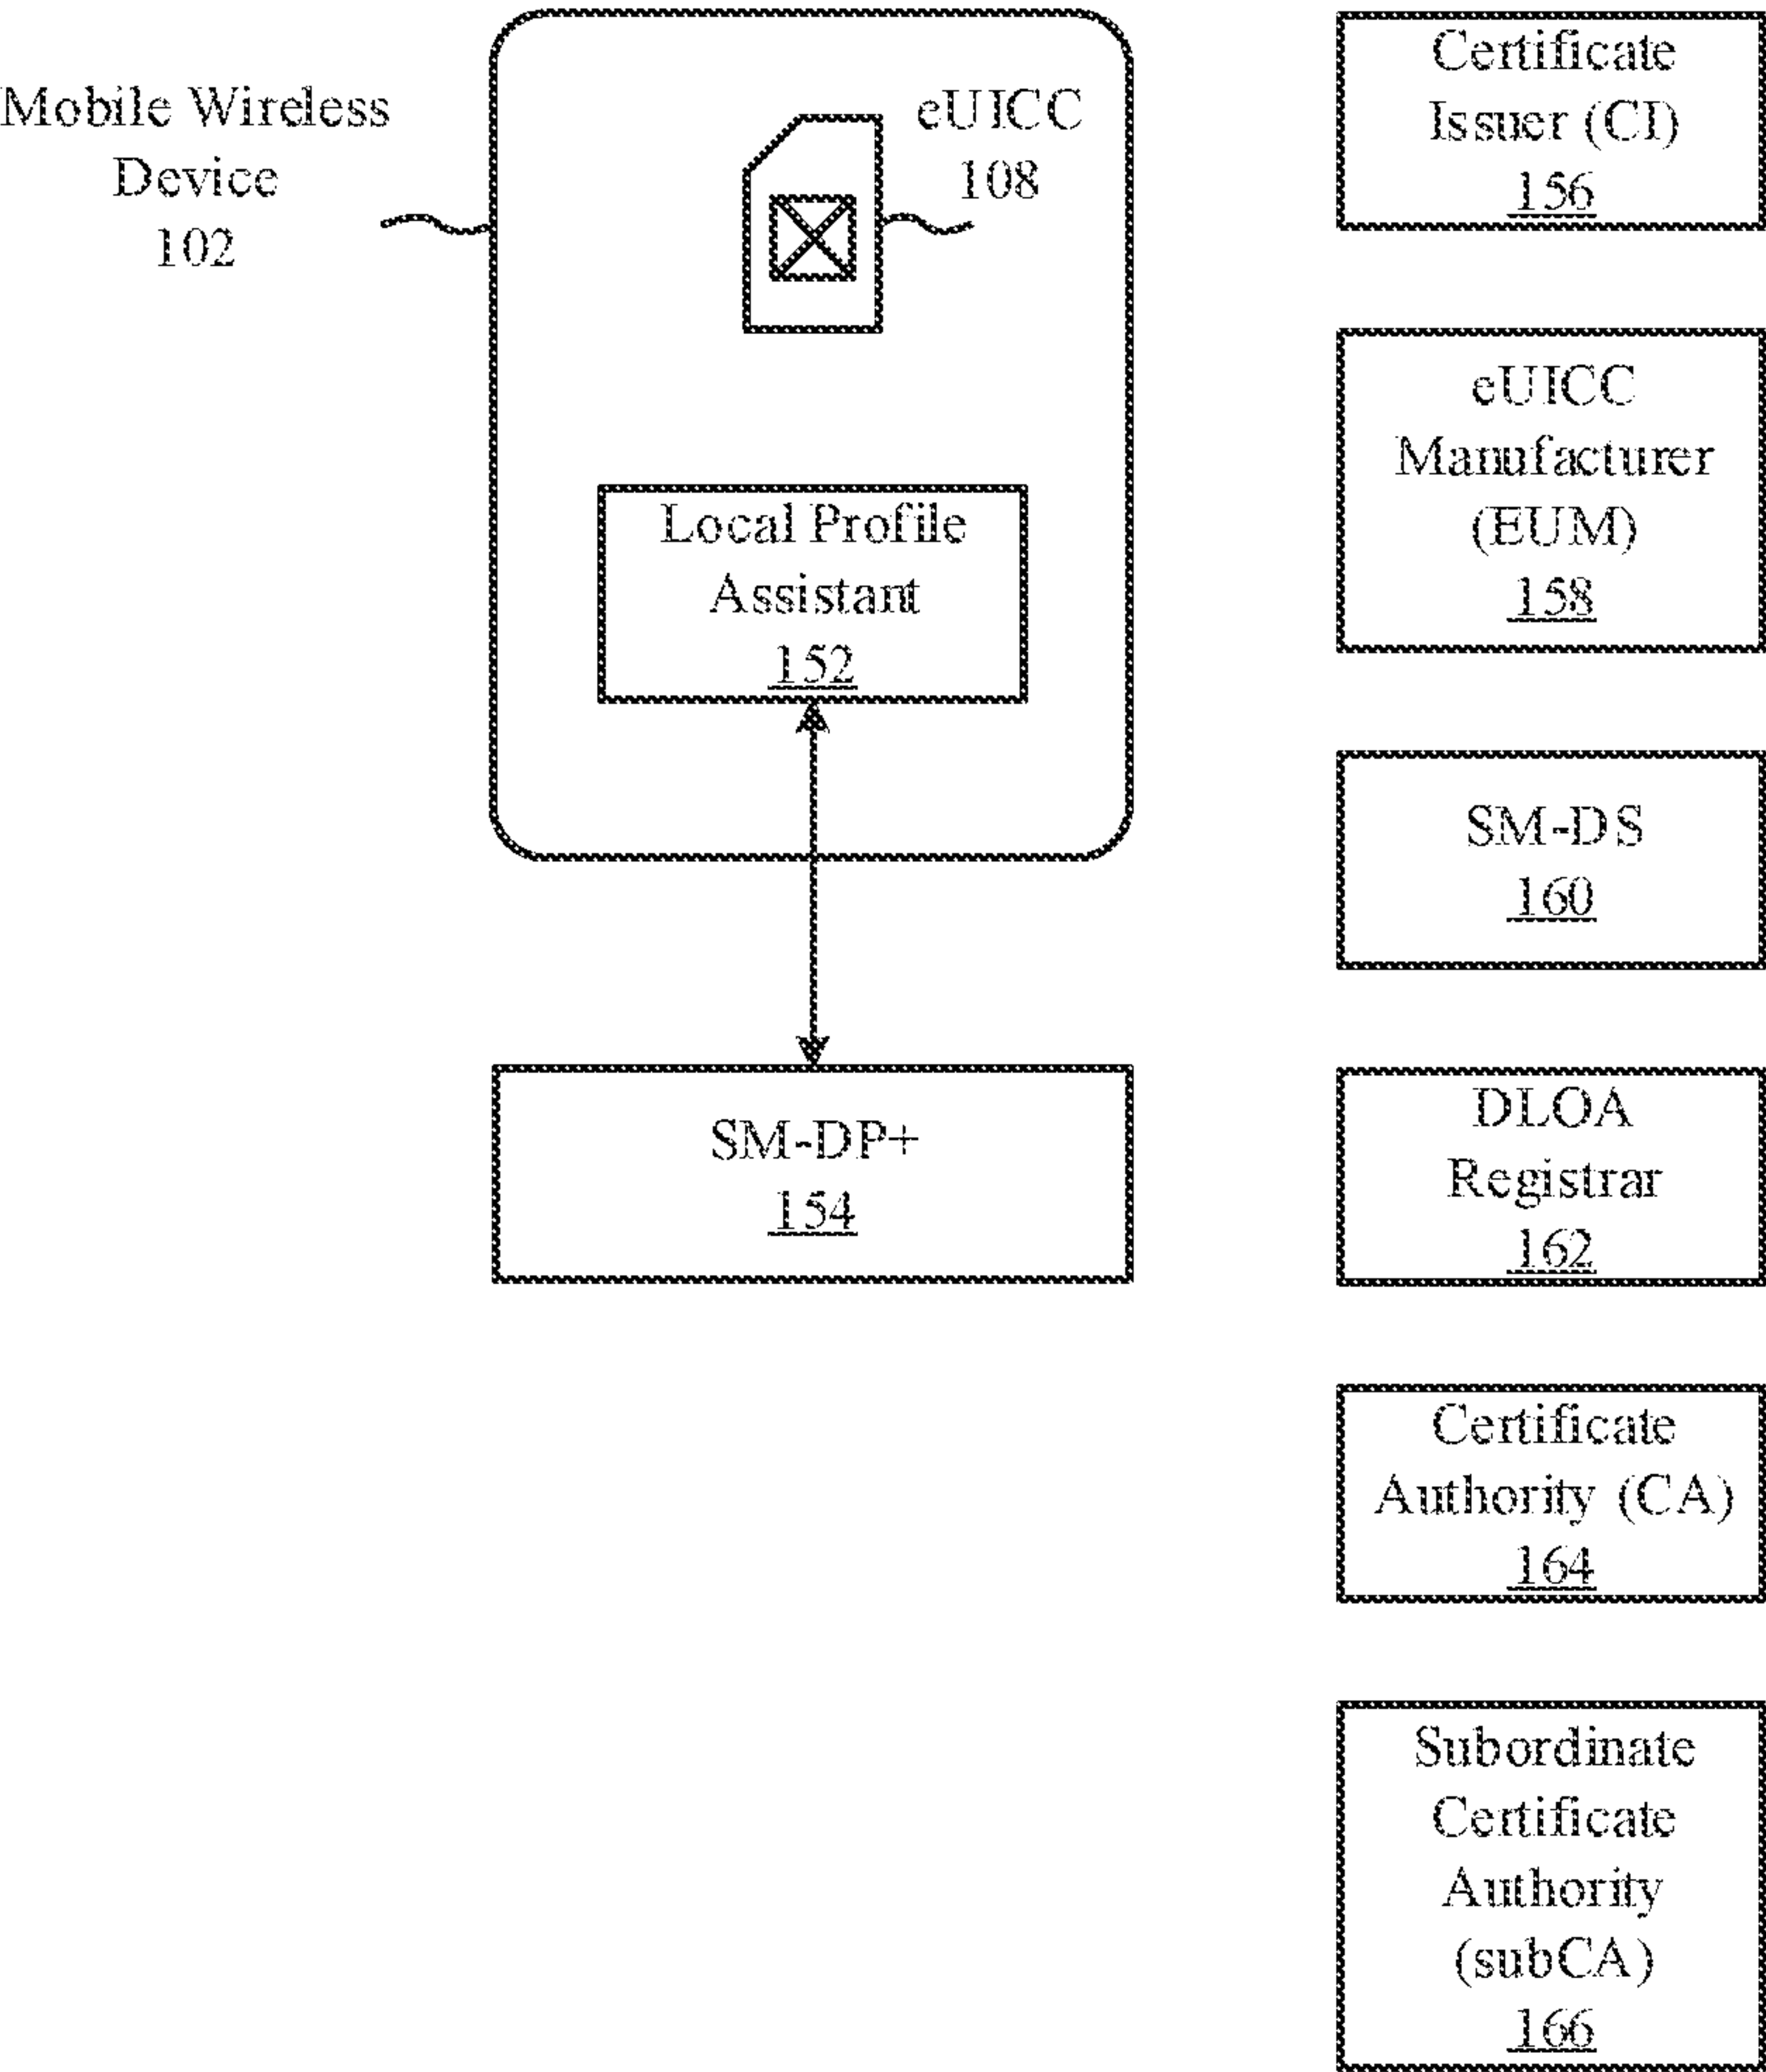 Mobile Wireless
Device
102
eUICC
108
Local Profile
Assistant
152
SM-DP+
154
Certificate
Issuer (CI)
156
eUICC
Manufacturer
(EUM)
158
SM-DS
160
DLOA
Registrar
162
Certificate
Authority (CA)
164
Subordinate
Certificate
Authority
(subCA)
166